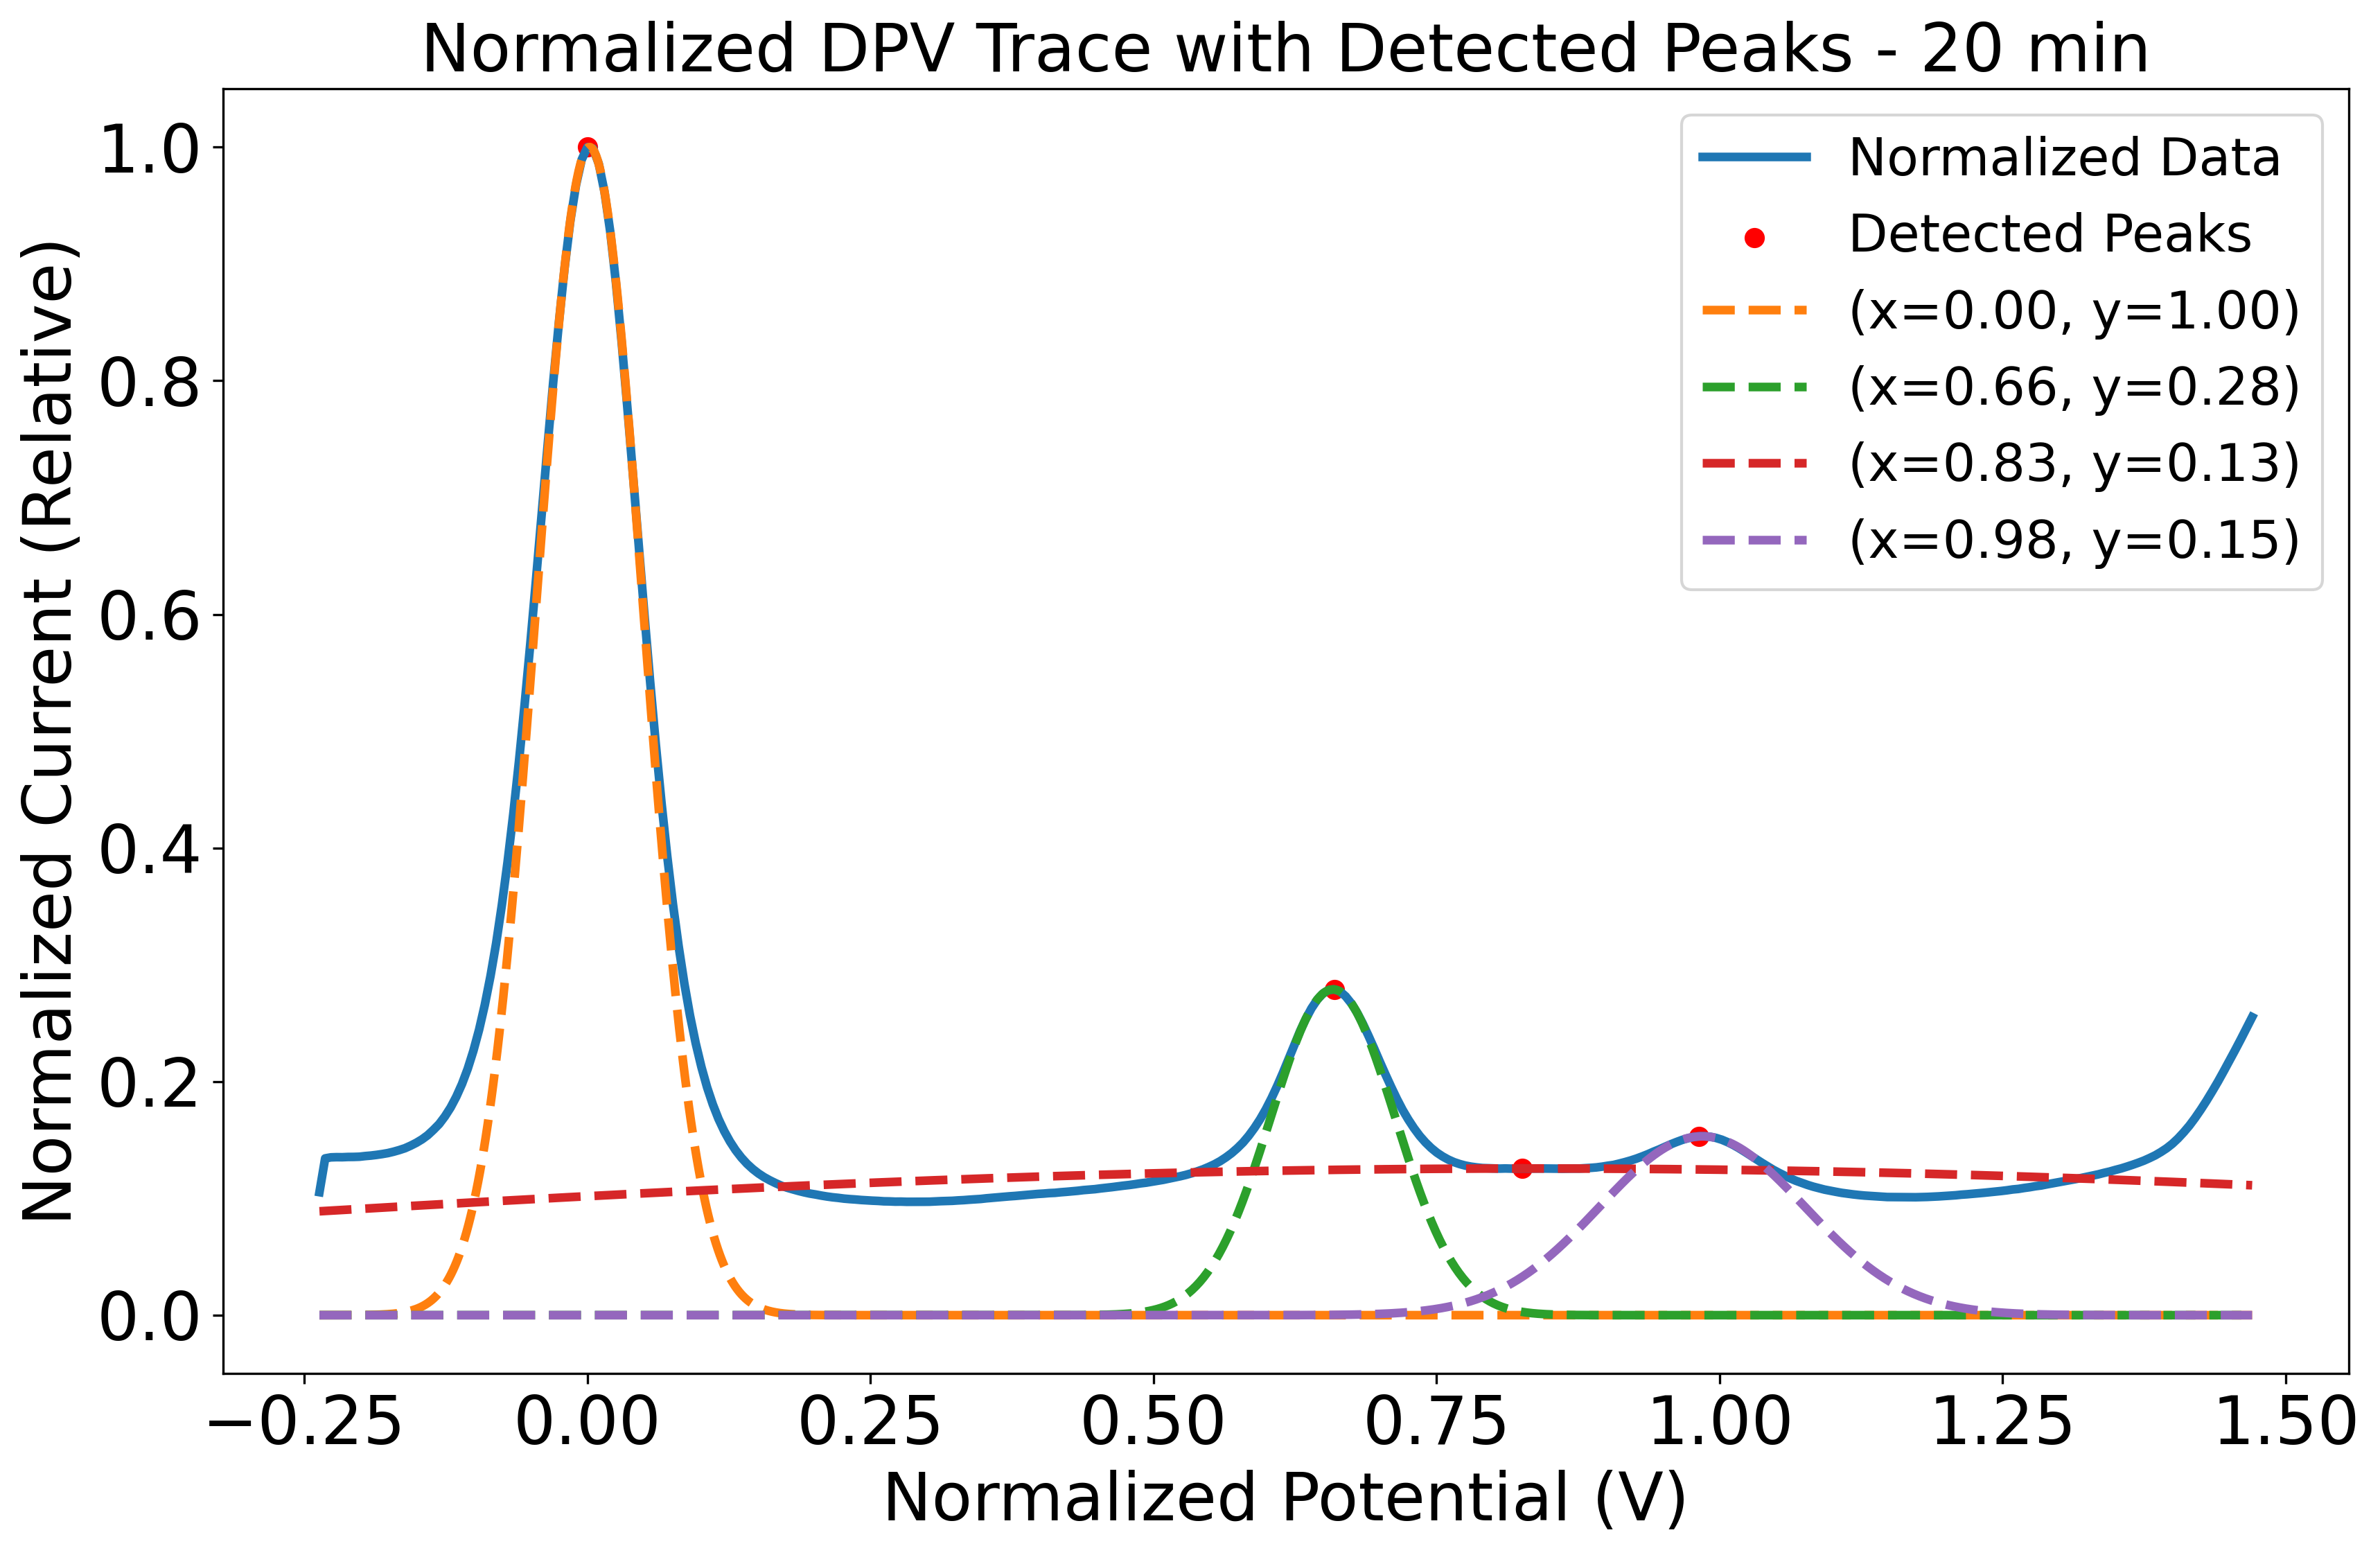 Normalized DPV Trace with Detected Peaks - 20 min
Normalized Current (Relative)
1.0
0.8
0.6
0.4
0.2
0.0
Normalized Data
Detected Peaks
(x=0.00, y=1.00)
(x=0.66, y=0.28)
(x=0.83, y=0.13)
(x=0.98, y=0.15)
−0.25 0.00 0.25 0.50 0.75 1.00 1.25 1.50
Normalized Potential (V)